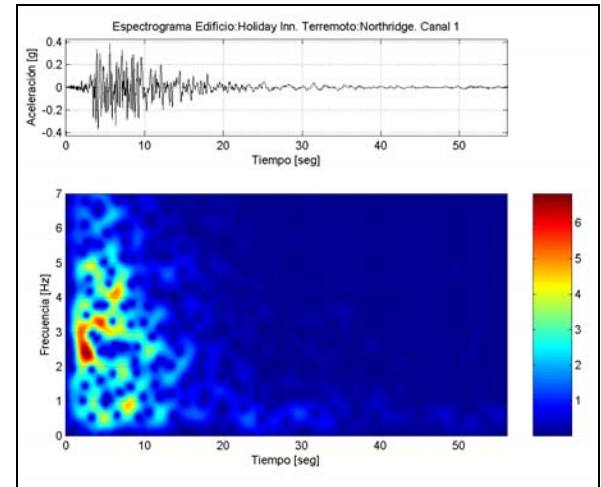 Espectrograma Edificio:Holiday Inn. Terremoto:Northridge. Canal 1
Aceleración [g]
0.4
0.2
0
-0.2
-0.4
0 10 20 30 40 50
Tiempo [seg]
Frecuencia [Hz]
7
6
5
4
3
2
1
0
0 10 20 30 40 50
Tiempo [seg]
6
5
4
3
2
1